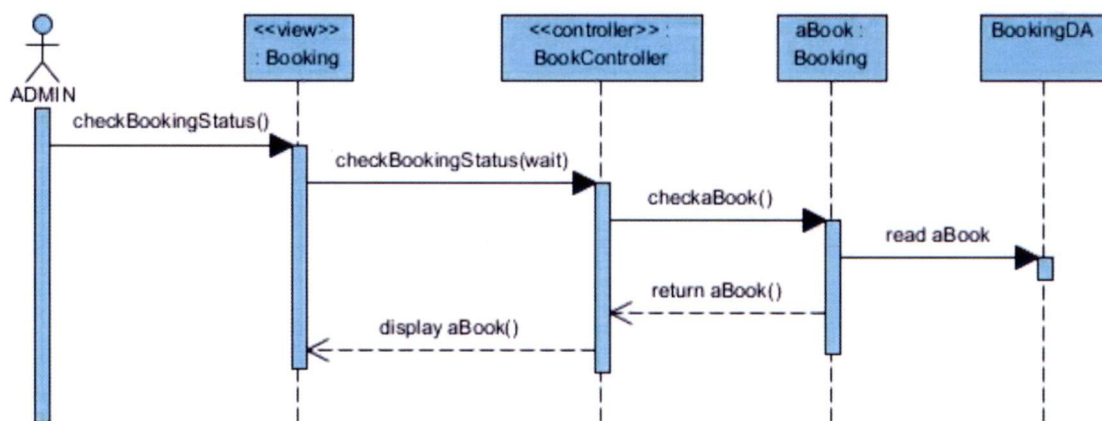 <<view>>
: Booking
<<controller>> :
BookController
aBook :
Booking
BookingDA
ADMIN
checkBookingStatus()
checkBookingStatus(wait)
checkaBook()
read aBook
return aBook()
display aBook()